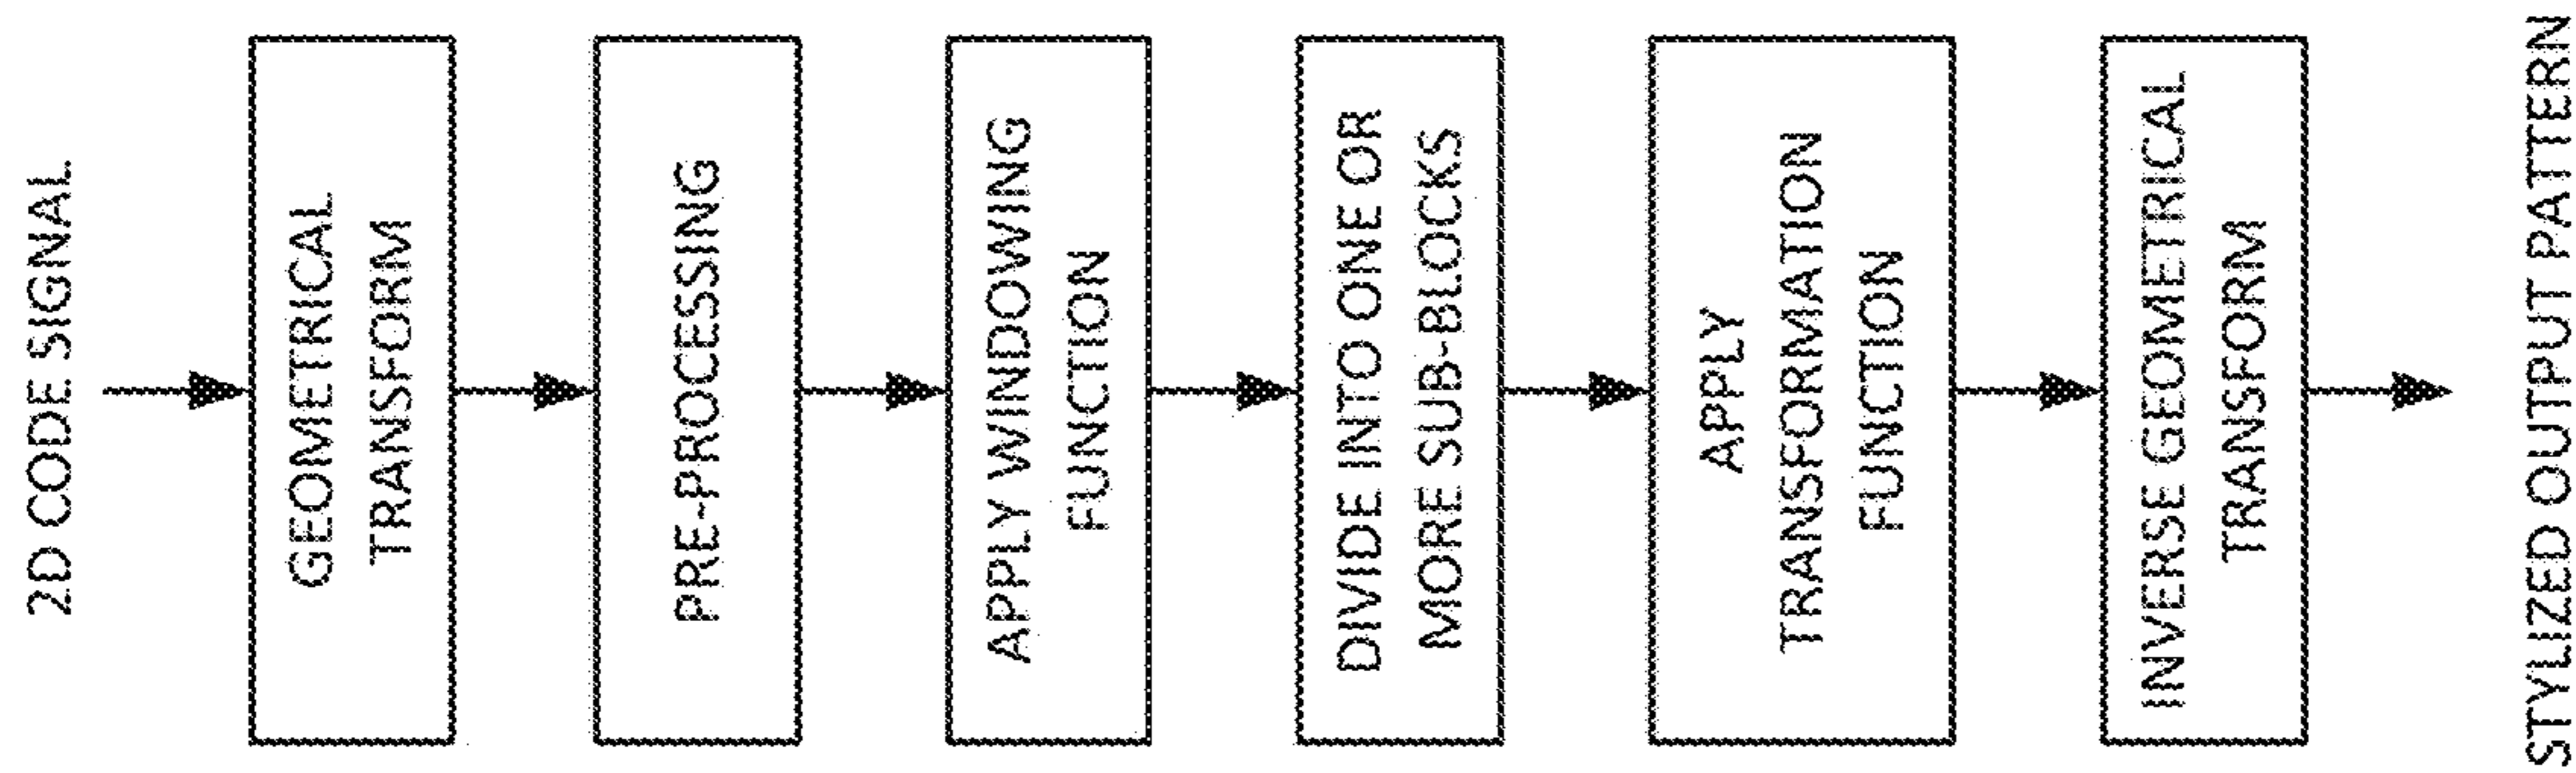 2D CODE SIGNAL
GEOMETRICAL
TRANSFORM
PRE-PROCESSING
APPLY WINDOWING
FUNCTION
DIVIDE INTO ONE OR
MORE SUB-BLOCKS
APPLY
TRANSFORMATION
FUNCTION
INVERSE GEOMETRICAL
TRANSFORM
STYLIZED OUTPUT PATTERN